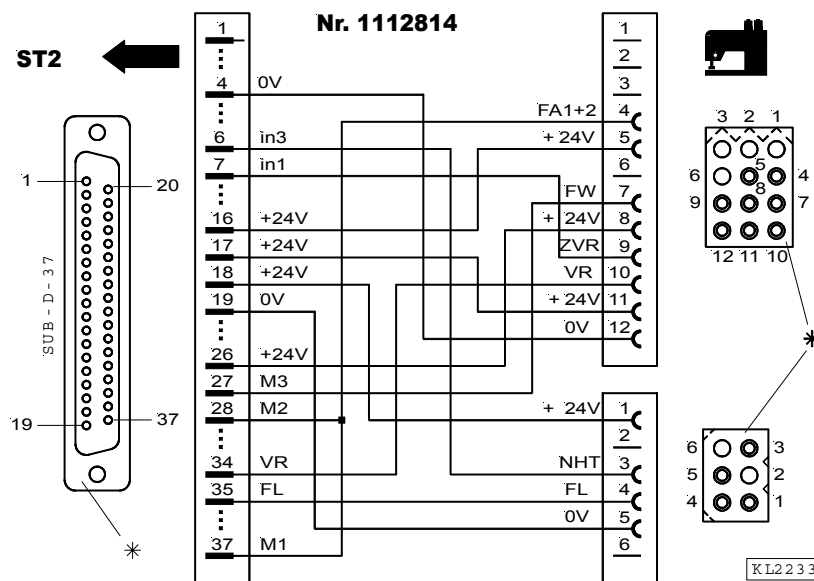 Nr. 1112814
ST2
1
4 0V
6 in3
7 in1
16 +24V
17 +24V
18 +24V
19 0V
26 +24V
27 M3
28 M2
34 VR
35 FL
37 M1
1
2
3
FA1+2 4
+ 24V 5
6
FW 7
+ 24V 8
ZVR 9
VR 10
+ 24V 11
0V 12
+ 24V 1
2
NHT 3
FL 4
0V 5
6
1 20
SUB-D-37
19 37
3 2 1
6 5 4
9 8 7
12 11 10
6 3
5 2
4 1
KL2233